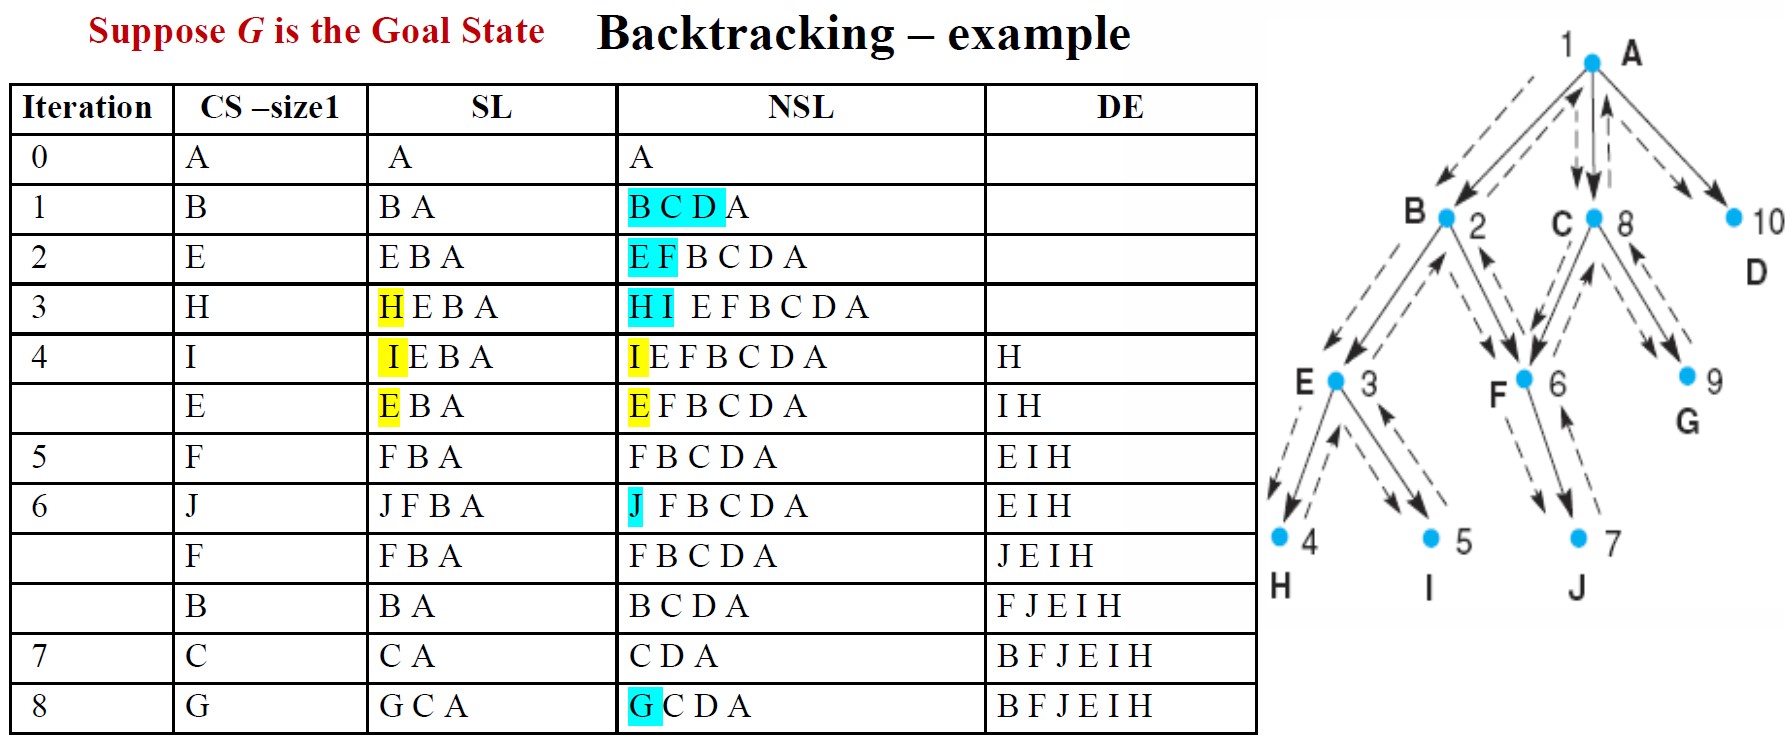 Suppose G is the Goal State
Backtracking – example
Iteration CS –size1 SL NSL DE
0 A A A
1 B B A B C D A
2 E E B A E F B C D A
3 H H E B A H I E F B C D A
4 I I E B A I E F B C D A H
E E B A E F B C D A I H
5 F F B A F B C D A E I H
6 J J F B A J F B C D A E I H
F F B A F B C D A J E I H
B B A B C D A F J E I H
7 C C A C D A B F J E I H
8 G G C A G C D A B F J E I H
1 A
B 2 C 8 10
D
E 3 F 6 9
G
4 5 7
H I J